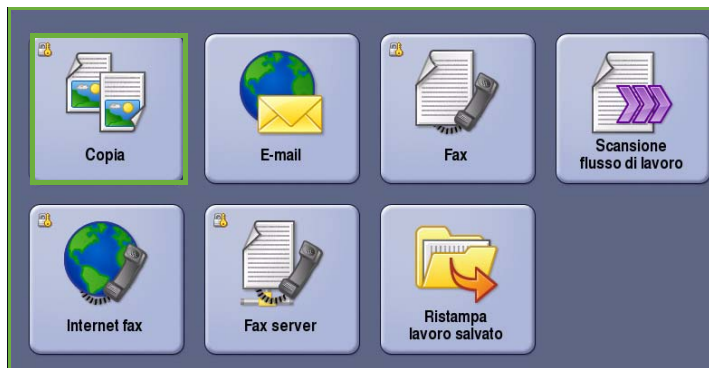 Copia
E-mail
Fax
Scansione
flusso di lavoro
Internet fax
Fax server
Ristampa
lavoro salvato